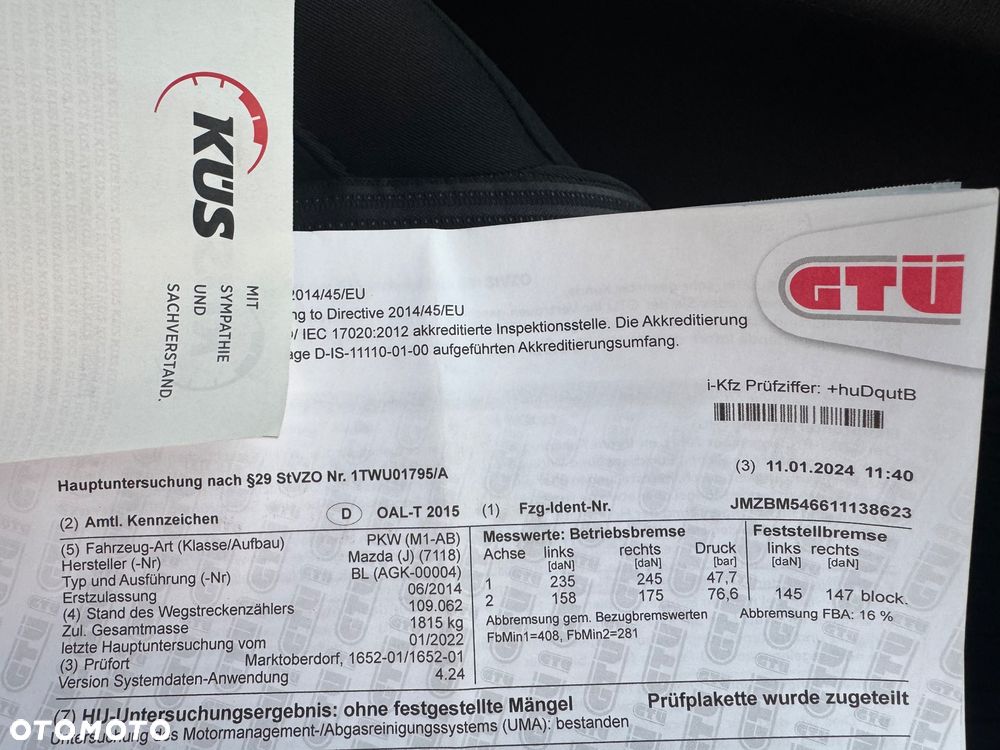 KÜS
MIT
SYMPATHIE
UND
SACHVERSTAND.
GTÜ
2014/45/EU
ng to Directive 2014/45/EU
/ IEC 17020:2012 akkreditierte Inspektionsstelle. Die Akkreditierung
age D-IS-11110-01-00 aufgeführten Akkreditierungsumfang.
i-Kfz Prüfziffer: +huDqutB
(3) 11.01.2024 11:40
Hauptuntersuchung nach §29 StVZO Nr. 1TWU01795/A
(2) Amtl. Kennzeichen D OAL-T 2015 (1) Fzg-Ident-Nr. JMZBM546611138623
(5) Fahrzeug-Art (Klasse/Aufbau) PKW (M1-AB)
Hersteller (-Nr) Mazda (J) (7118)
Typ und Ausführung (-Nr) BL (AGK-00004)
Erstzulassung 06/2014
(4) Stand des Wegstreckenzählers 109.062
Zul. Gesamtmasse 1815 kg
letzte Hauptuntersuchung vom 01/2022
(3) Prüfort Marktoberdorf, 1652-01/1652-01
Version Systemdaten-Anwendung 4.24
Messwerte: Betriebsbremse Feststellbremse
Achse links rechts Druck links rechts
[daN] [daN] [bar] [daN] [daN]
1 235 245 47,7
2 158 175 76,6 145 147 block.
Abbremsung gem. Bezugbremswerten Abbremsung FBA: 16 %
FbMin1=408, FbMin2=281
(7) HU-Untersuchungsergebnis: ohne festgestellte Mängel Prüfplakette wurde zugeteilt
Untersuchung des Motormanagement-/Abgasreinigungssystems (UMA): bestanden
OTOMOTO